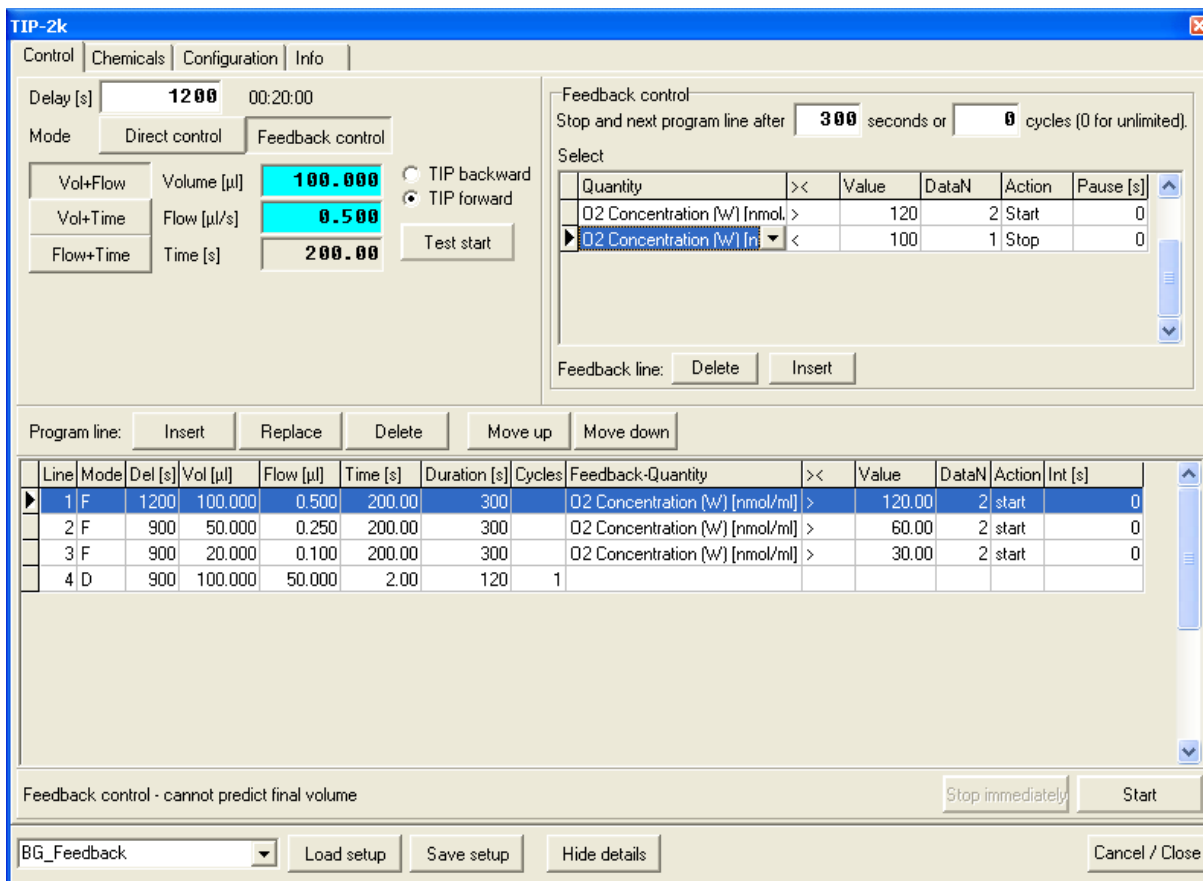 TIP-2k
Control Chemicals Configuration Info
Delay [s] 1200 00:20:00
Mode Direct control Feedback control
Vol+Flow Volume [µl] 100.000 TIP backward
Vol+Time Flow [µl/s] 0.500 TIP forward
Flow+Time Time [s] 200.00 Test start
Feedback control
Stop and next program line after 300 seconds or 0 cycles (0 for unlimited).
Select
Quantity >< Value DataN Action Pause [s]
O2 Concentration (W) [nmol. > 120 2 Start 0
O2 Concentration (W) [n < 100 1 Stop 0
Feedback line: Delete Insert
Program line: Insert Replace Delete Move up Move down
Line Mode Del [s] Vol [µl] Flow [µl] Time [s] Duration [s] Cycles Feedback-Quantity >< Value DataN Action Int [s]
1 F 1200 100.000 0.500 200.00 300 O2 Concentration (W) [nmol/ml] > 120.00 2 start 0
2 F 900 50.000 0.250 200.00 300 O2 Concentration (W) [nmol/ml] > 60.00 2 start 0
3 F 900 20.000 0.100 200.00 300 O2 Concentration (W) [nmol/ml] > 30.00 2 start 0
4 D 900 100.000 50.000 2.00 120 1
Feedback control - cannot predict final volume Stop immediately Start
BG_Feedback Load setup Save setup Hide details Cancel / Close